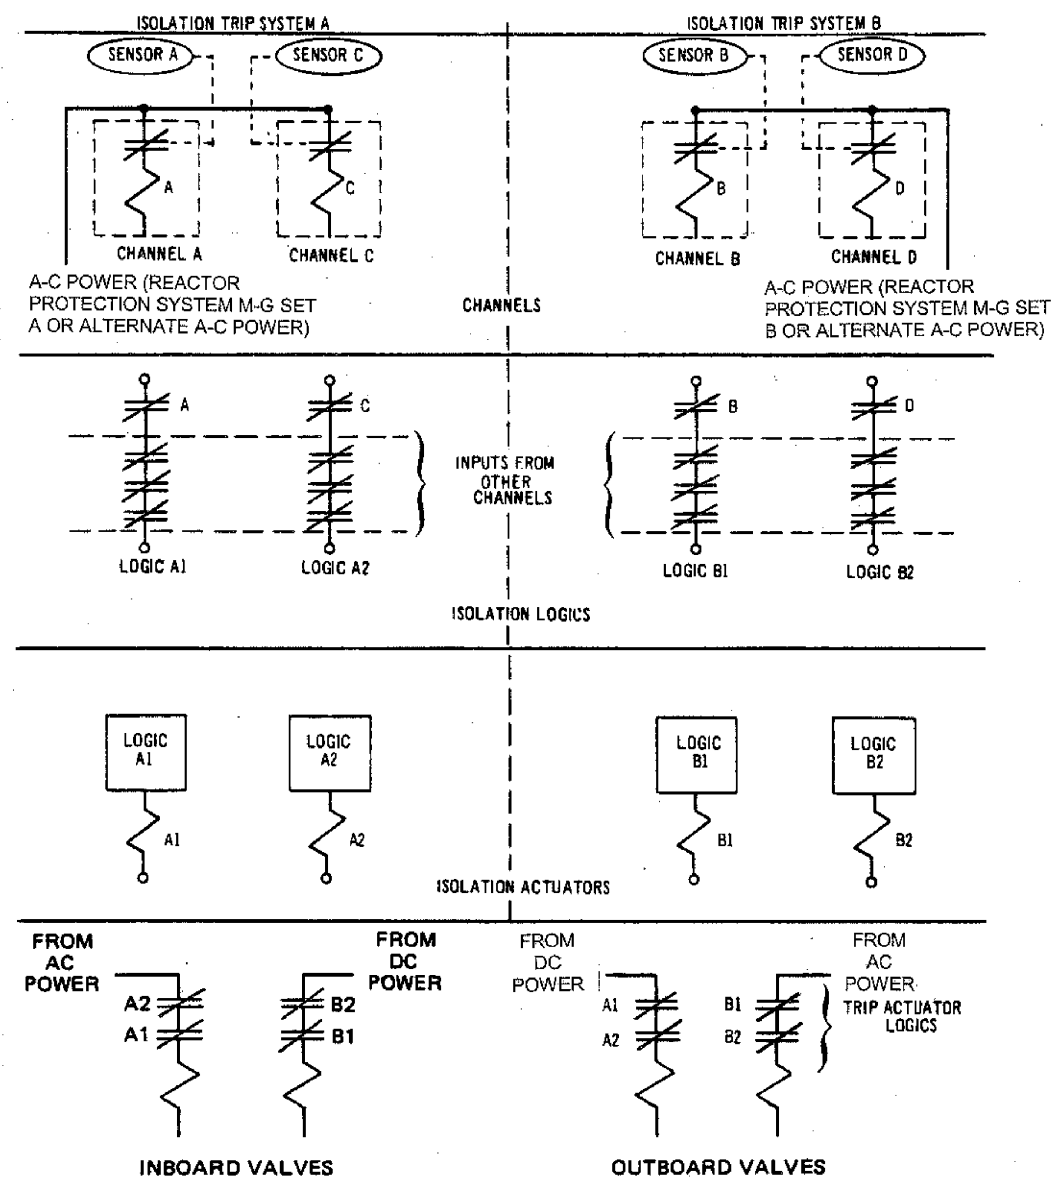 ISOLATION TRIP SYSTEM A
ISOLATION TRIP SYSTEM B
SENSOR A
SENSOR C
SENSOR B
SENSOR D
A
C
B
D
CHANNEL A
CHANNEL C
CHANNEL B
CHANNEL D
A-C POWER (REACTOR
PROTECTION SYSTEM M-G SET
A OR ALTERNATE A-C POWER)
CHANNELS
A-C POWER (REACTOR
PROTECTION SYSTEM M-G SET
B OR ALTERNATE A-C POWER)
A
C
B
D
INPUTS FROM
OTHER
CHANNELS
LOGIC A1
LOGIC A2
LOGIC B1
LOGIC B2
ISOLATION LOGICS
LOGIC
A1
LOGIC
A2
LOGIC
B1
LOGIC
B2
A1
A2
B1
B2
ISOLATION ACTUATORS
FROM
AC
POWER
FROM
DC
POWER
FROM
DC
POWER
FROM
AC
POWER
A2
A1
B2
B1
A1
A2
B1
B2
TRIP ACTUATOR
LOGICS
INBOARD VALVES
OUTBOARD VALVES